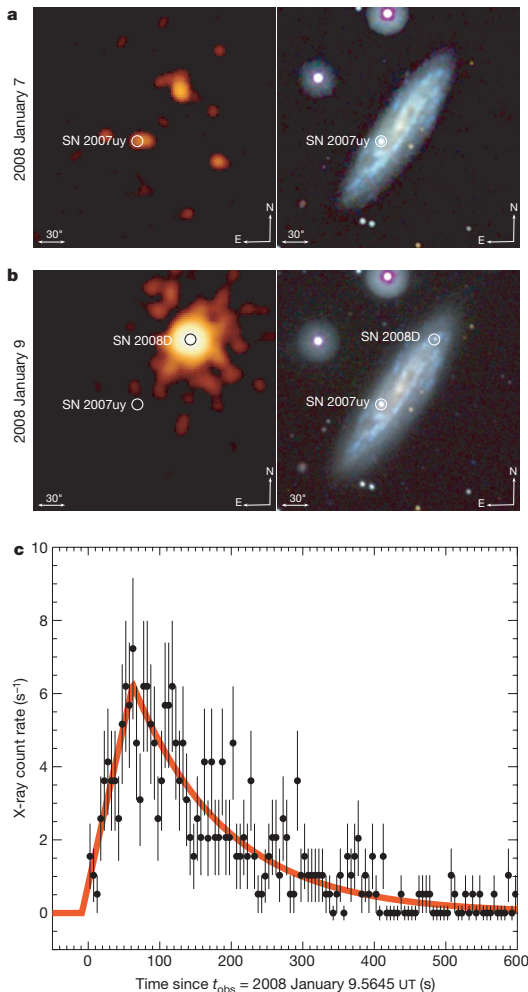 a
2008 January 7
SN 2007uy
30"
E
N
SN 2007uy
30"
E
N
b
2008 January 9
SN 2008D
SN 2007uy
30"
E
N
SN 2008D
SN 2007uy
30"
E
N
c
X-ray count rate (s⁻¹)
10
8
6
4
2
0
0 100 200 300 400 500 600
Time since t_obs = 2008 January 9.5645 UT (s)